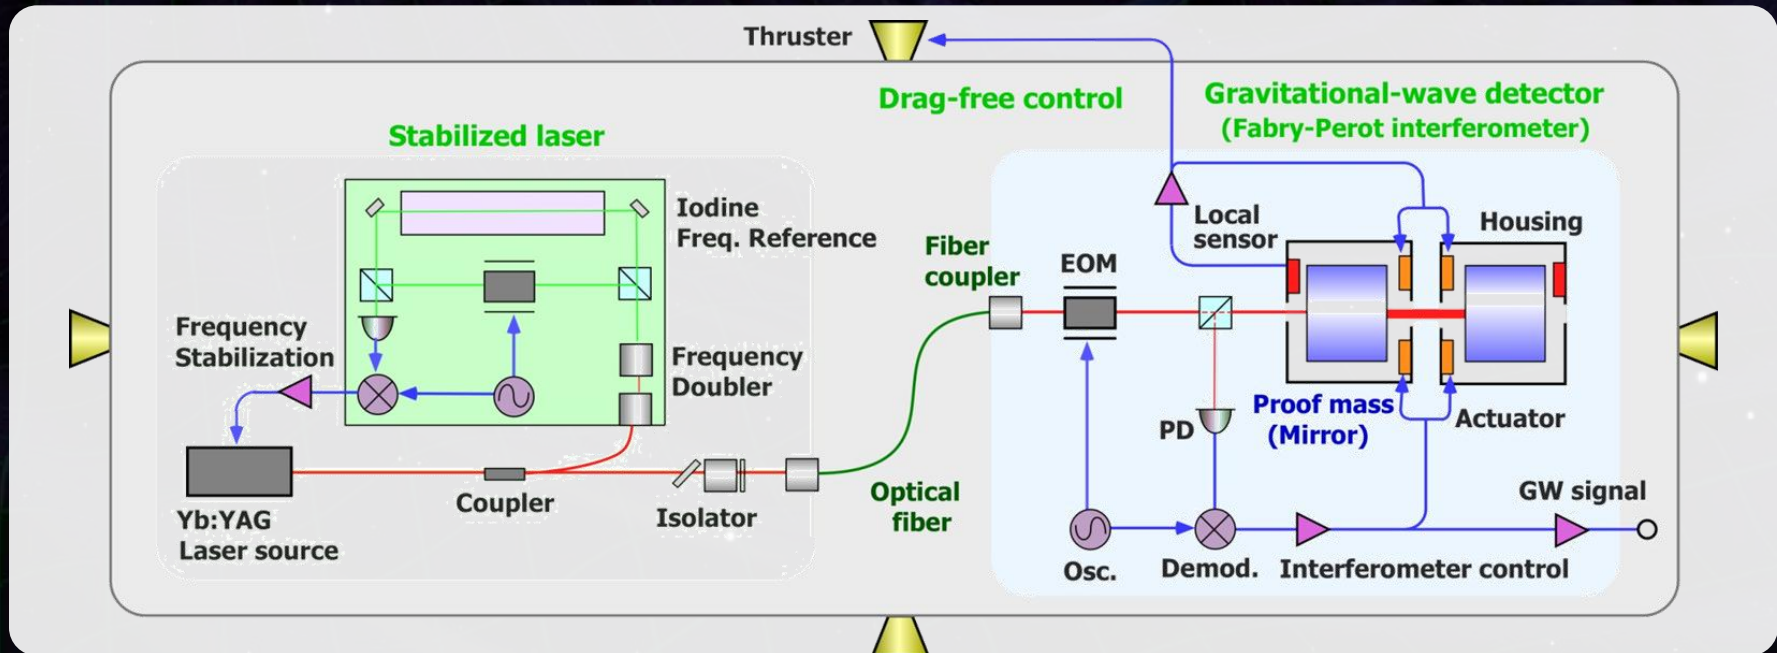 Thruster
Drag-free control
Gravitational-wave detector
(Fabry-Perot interferometer)
Stabilized laser
Iodine
Freq. Reference
Local
sensor
Housing
Fiber
coupler
EOM
Frequency
Stabilization
Frequency
Doubler
Proof mass
(Mirror)
Actuator
PD
Coupler
Isolator
Optical
fiber
GW signal
Yb:YAG
Laser source
Osc.
Demod.
Interferometer control